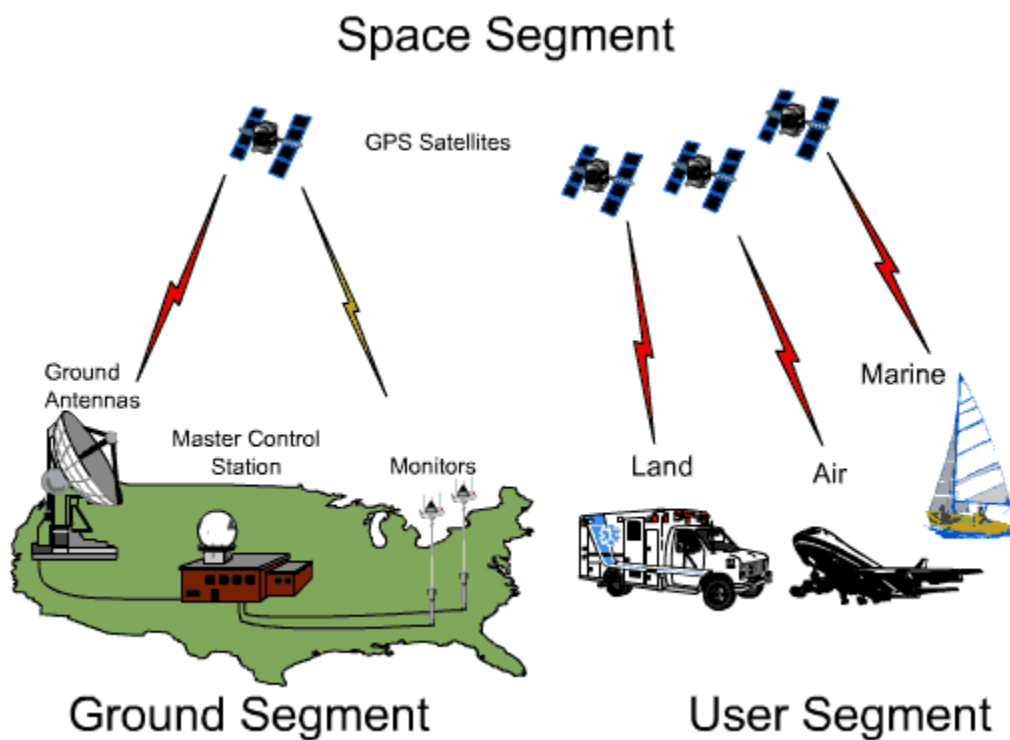 Space Segment
GPS Satellites
Ground
Antennas
Master Control
Station
Monitors
Land
Air
Marine
Ground Segment
User Segment